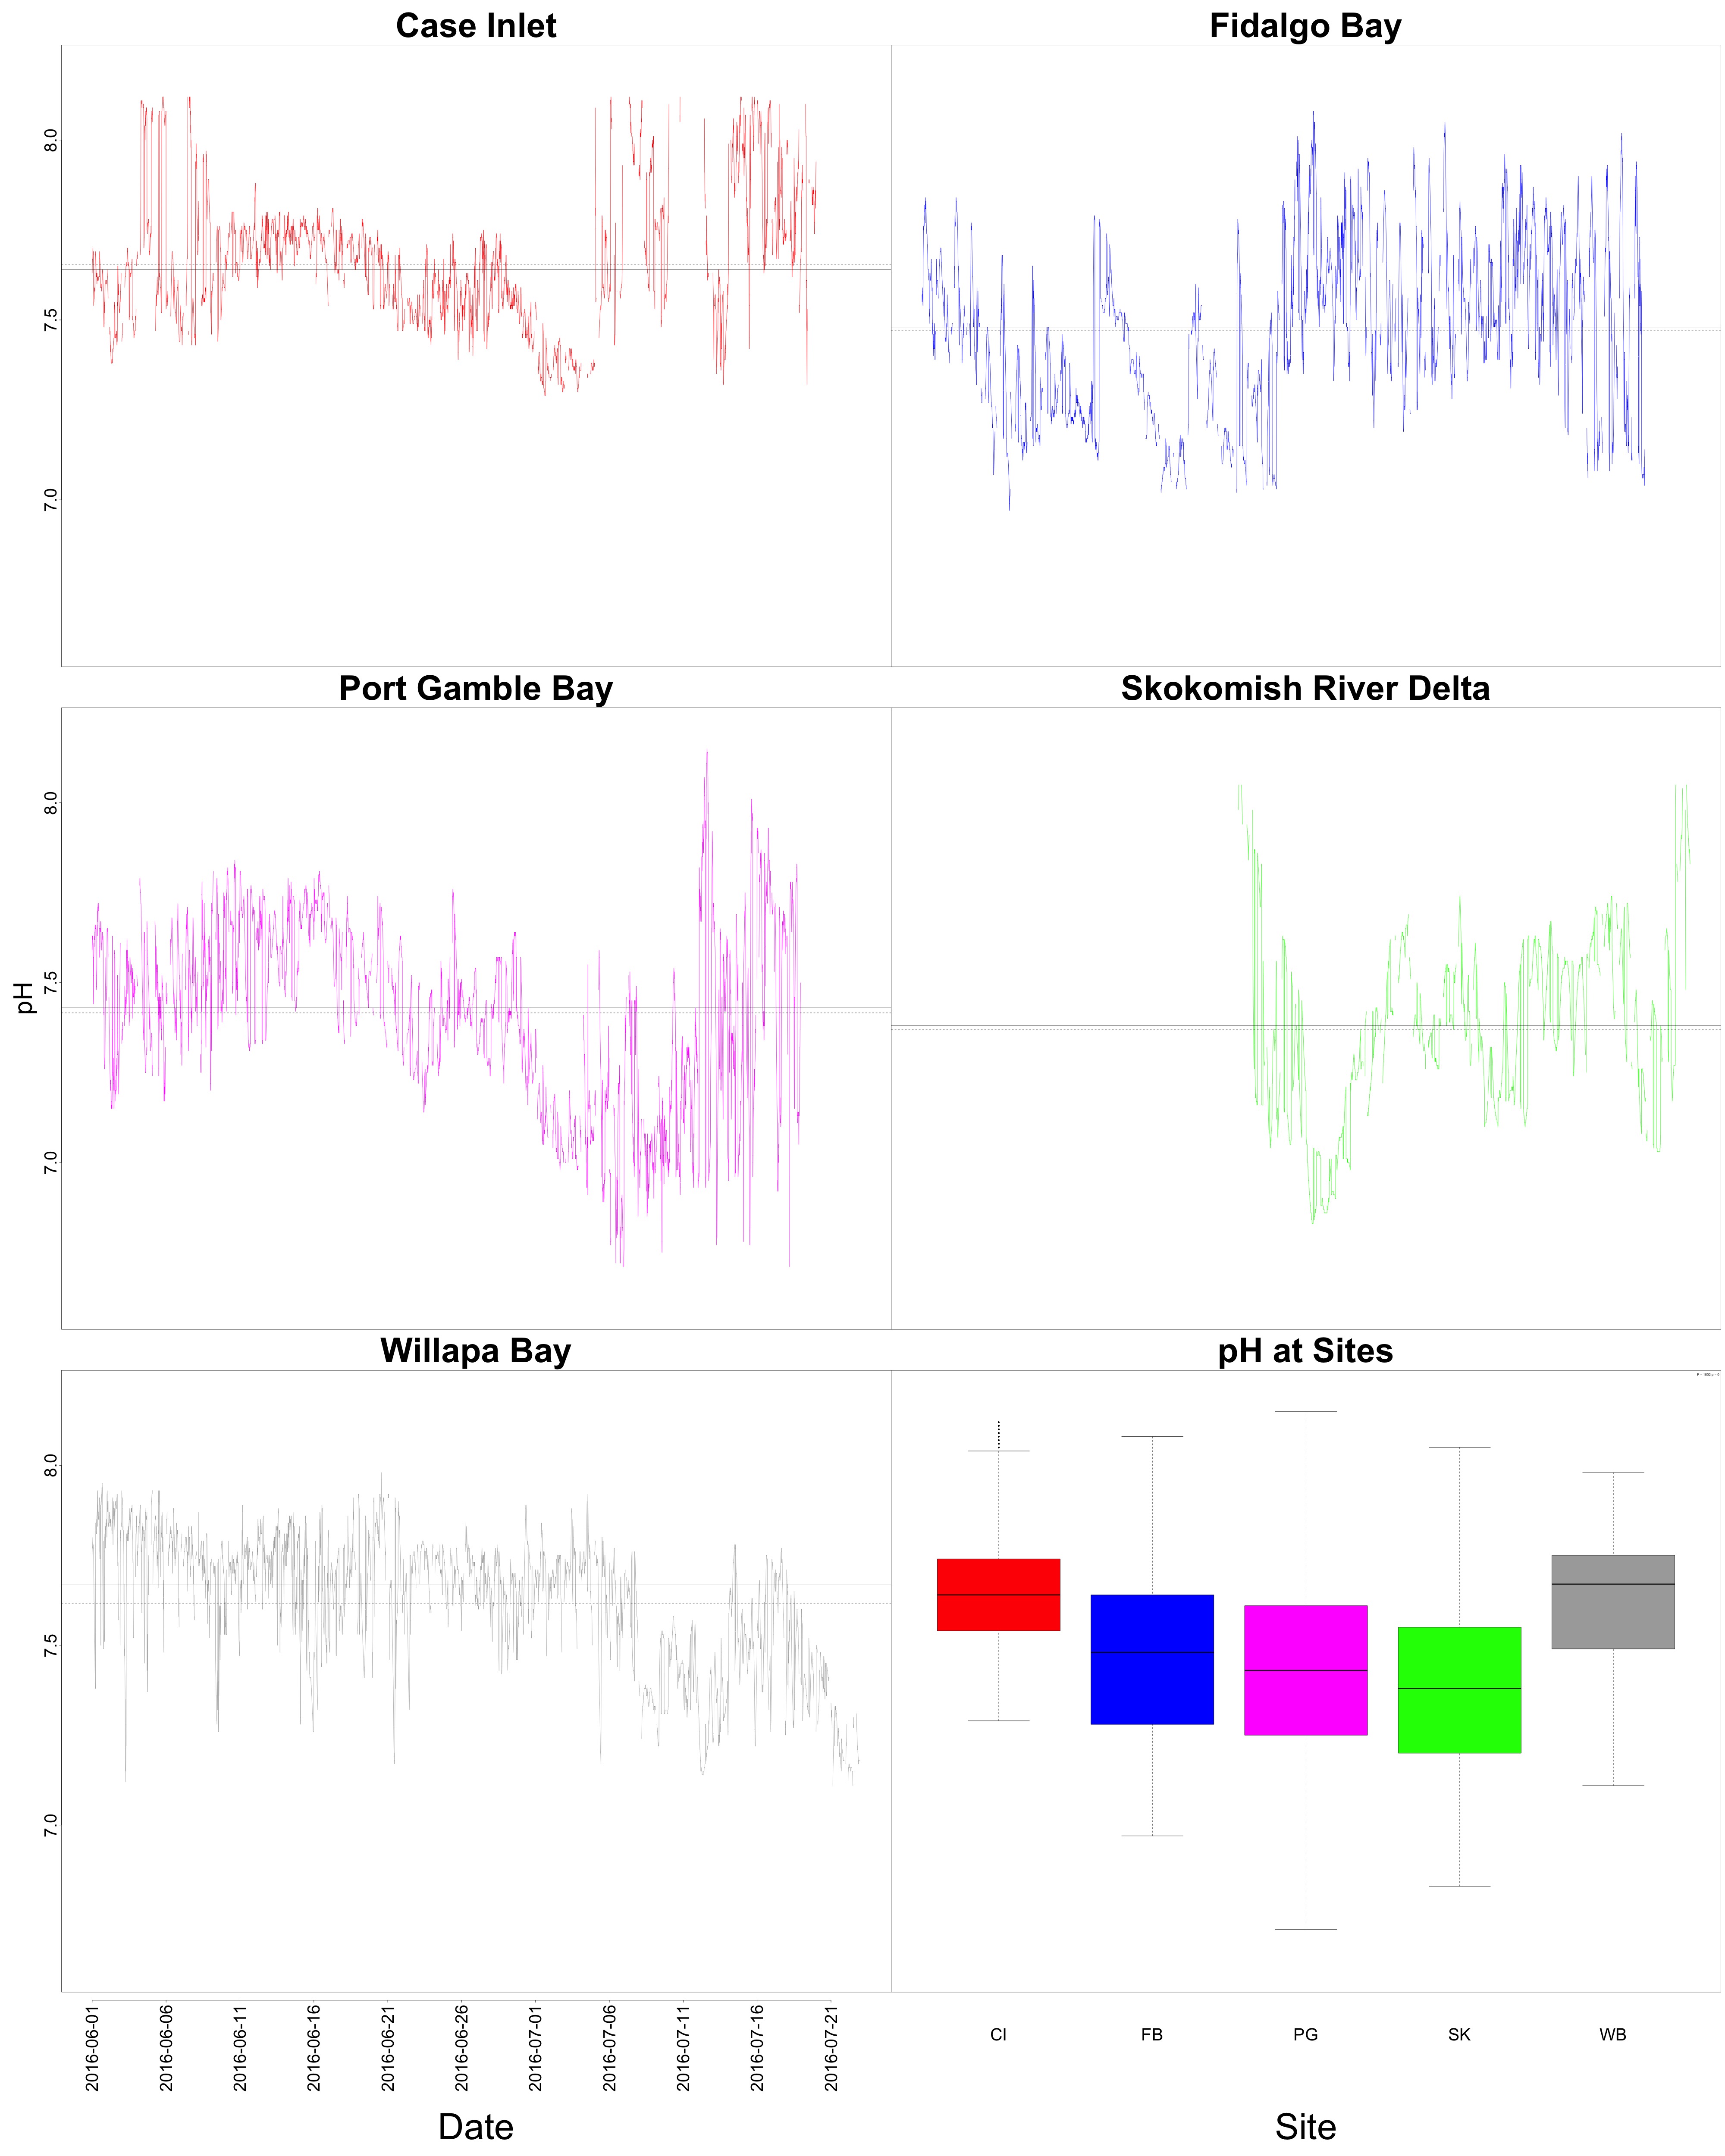 Case Inlet
Fidalgo Bay
8.0
7.5
7.0
Port Gamble Bay
Skokomish River Delta
8.0
7.5
7.0
pH
Willapa Bay
pH at Sites
8.0
7.5
7.0
2016-06-01
2016-06-06
2016-06-11
2016-06-16
2016-06-21
2016-06-26
2016-07-01
2016-07-06
2016-07-11
2016-07-16
2016-07-21
CI
FB
PG
SK
WB
Date
Site